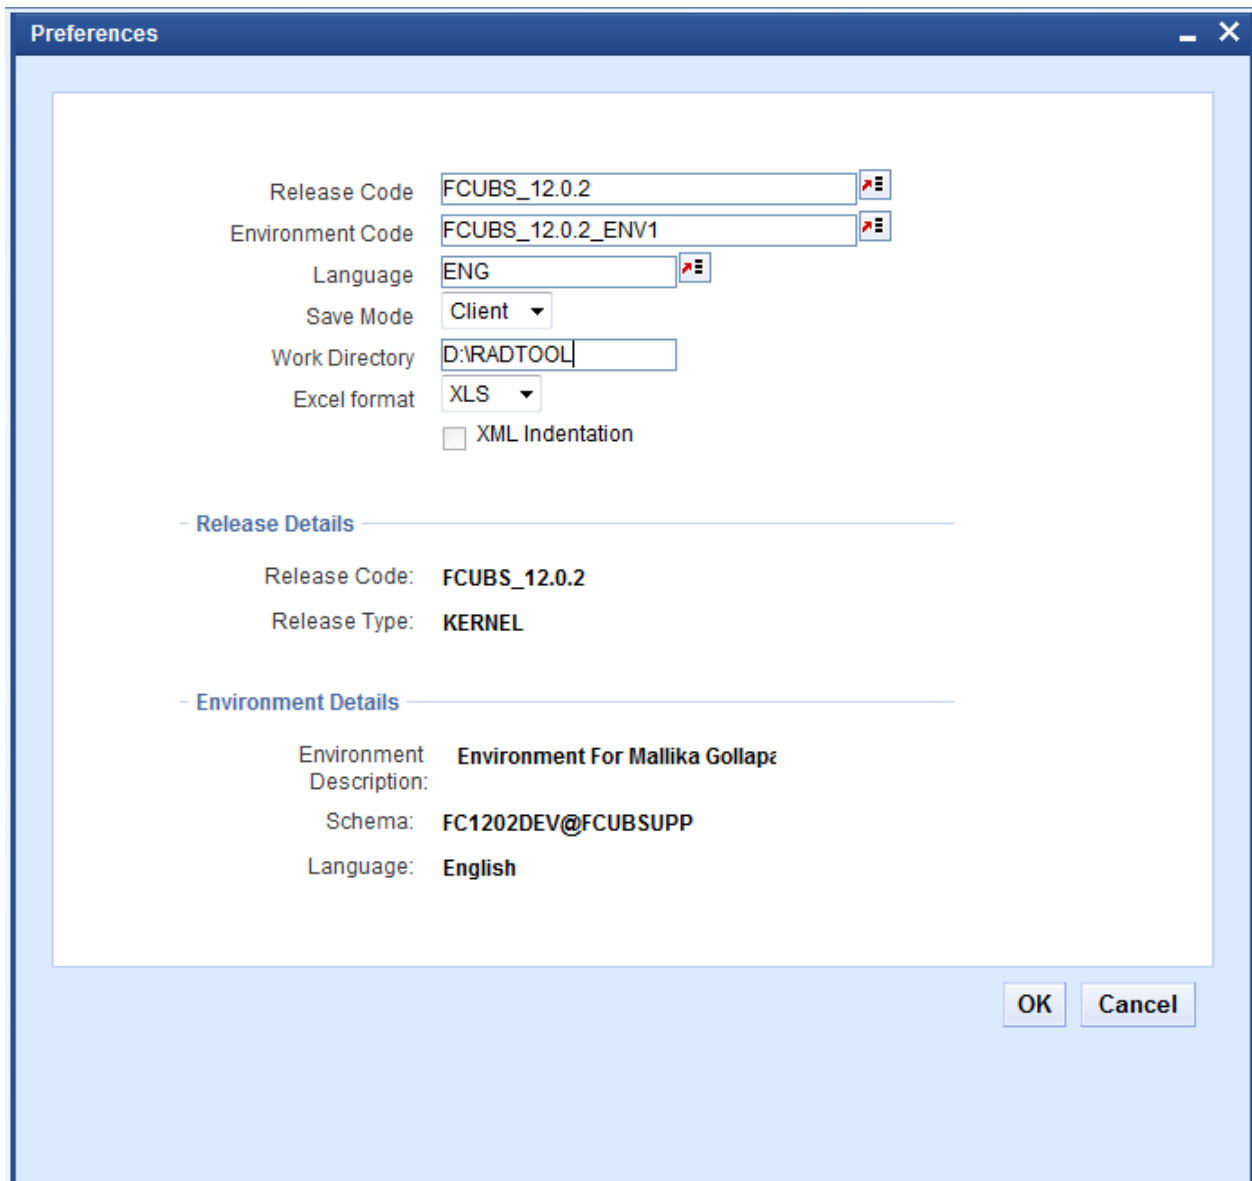 Preferences
Release Code FCUBS_12.0.2
Environment Code FCUBS_12.0.2_ENV1
Language ENG
Save Mode Client
Work Directory D:\RADTOOL
Excel format XLS
XML Indentation
Release Details
Release Code: FCUBS_12.0.2
Release Type: KERNEL
Environment Details
Environment Environment For Mallika Gollapa
Description:
Schema: FC1202DEV@FCUBSUPP
Language: English
OK Cancel